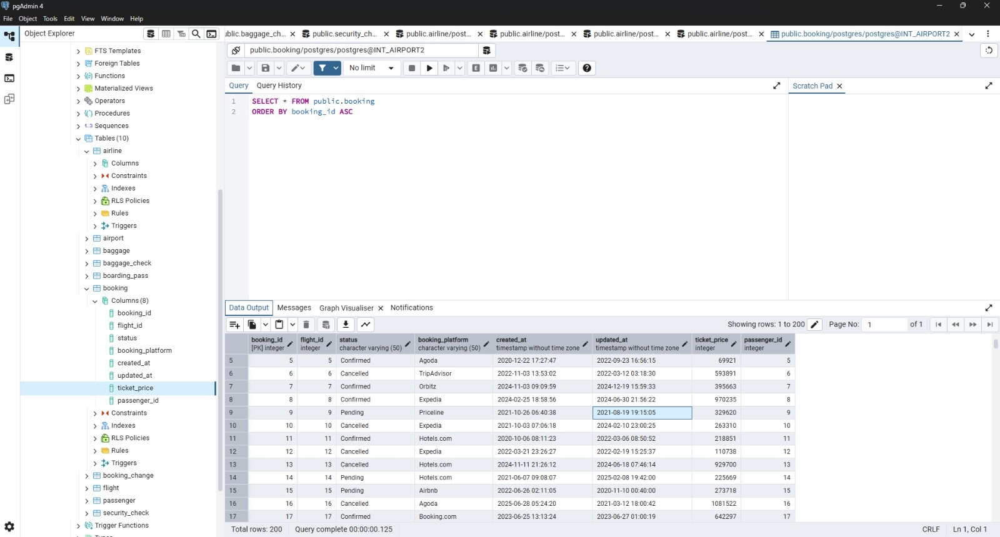 pgAdmin 4
File Object Tools Edit View Window Help
Object Explorer
ublic.baggage_ch... public.security_ch... public.airline/post... public.airline/post... public.airline/post... public.airline/post... public.booking/postgres/postgres@INT_AIRPORT2
public.booking/postgres/postgres@INT_AIRPORT2
No limit
Query Query History
Scratch Pad
1 SELECT * FROM public.booking
2 ORDER BY booking_id ASC
FTS Templates
Foreign Tables
Functions
Materialized Views
Operators
Procedures
1..3 Sequences
Tables (10)
airline
Columns
Constraints
Indexes
RLS Policies
Rules
Triggers
airport
baggage
baggage_check
boarding_pass
booking
Columns (8)
booking_id
flight_id
status
booking_platform
created_at
updated_at
ticket_price
passenger_id
Constraints
Indexes
RLS Policies
Rules
Triggers
booking_change
flight
passenger
security_check
Trigger Functions
Data Output Messages Graph Visualiser Notifications
Showing rows: 1 to 200 Page No: 1 of 1
booking_id flight_id status booking_platform created_at updated_at ticket_price passenger_id
[PK] integer integer character varying (50) character varying (50) timestamp without time zone timestamp without time zone integer integer
5 5 5 Confirmed Agoda 2020-12-22 17:27:47 2022-09-23 16:56:15 69921 5
6 6 6 Cancelled TripAdvisor 2022-11-03 13:53:02 2022-03-12 03:18:30 593891 6
7 7 7 Confirmed Orbitz 2024-11-03 09:09:59 2024-12-19 15:59:33 395663 7
8 8 8 Confirmed Expedia 2024-02-25 18:58:56 2024-06-30 21:56:22 970235 8
9 9 9 Pending Priceline 2021-10-26 06:40:38 2021-08-19 19:15:05 329620 9
10 10 10 Cancelled Expedia 2021-10-03 07:06:18 2024-02-10 23:00:25 263310 10
11 11 11 Confirmed Hotels.com 2020-10-06 08:11:23 2022-03-06 08:50:52 218851 11
12 12 12 Cancelled Expedia 2022-03-21 23:26:27 2022-02-19 15:25:37 110738 12
13 13 13 Cancelled Hotels.com 2024-11-11 21:26:12 2024-06-18 07:46:14 929700 13
14 14 14 Pending Hotels.com 2021-06-07 09:08:07 2025-02-08 19:42:00 225669 14
15 15 15 Pending Airbnb 2022-06-26 02:11:05 2020-11-10 00:40:00 273718 15
16 16 16 Cancelled Agoda 2025-06-28 05:24:20 2021-03-12 18:00:42 1081522 16
17 17 17 Confirmed Booking.com 2023-06-25 13:13:24 2023-06-27 01:00:19 642297 17
Total rows: 200 Query complete 00:00:00.125 CRLF Ln 1, Col 1